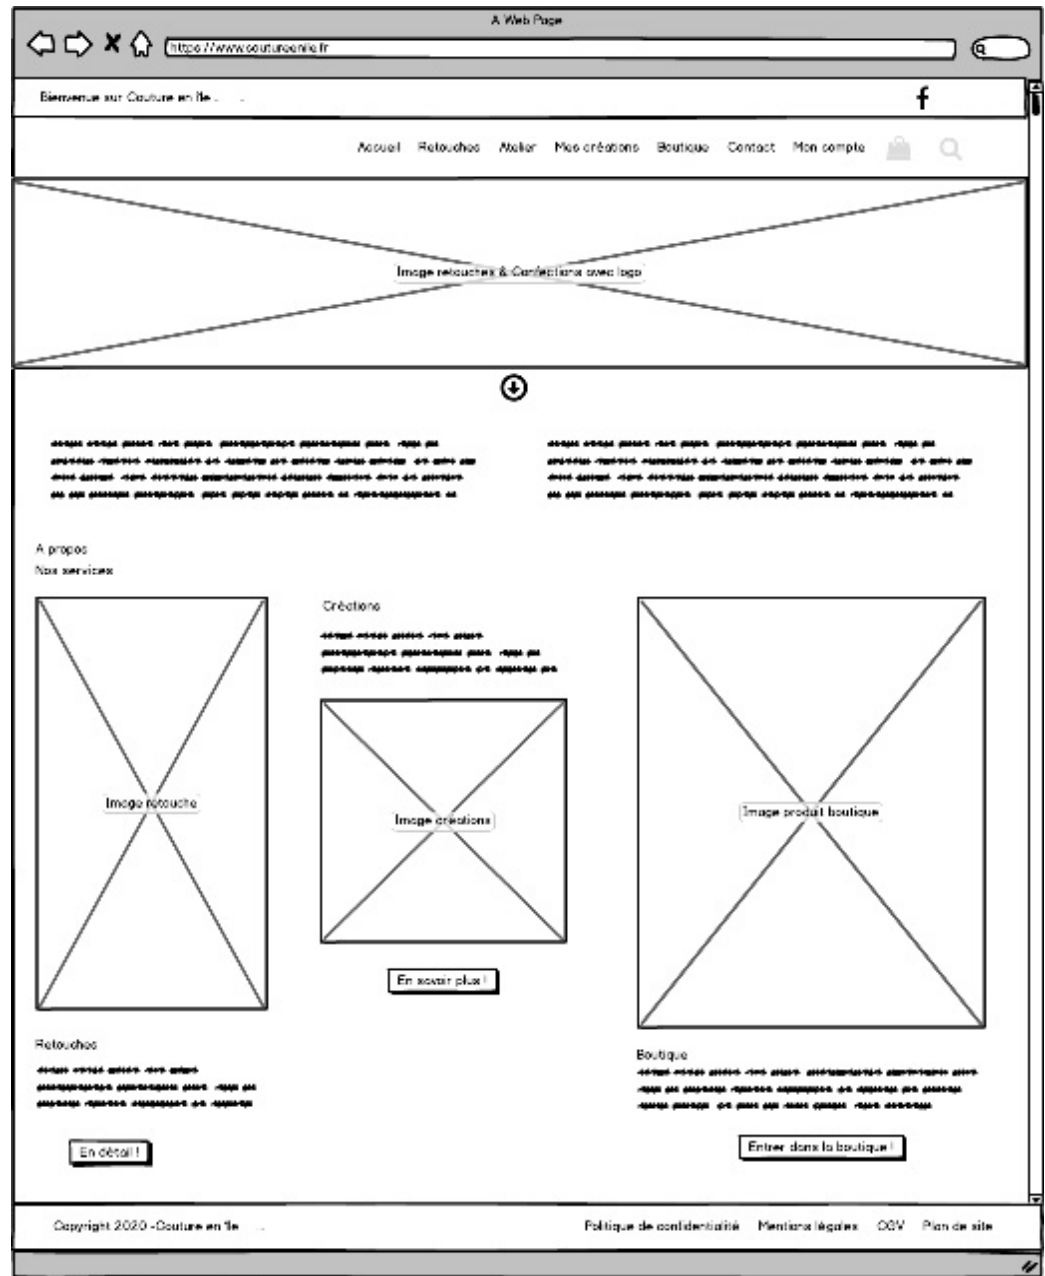 A Web Page
https://www.coutureenile.fr
Bienvenue sur Couture en île
Accueil Retouches Atelier Mes créations Boutique Contact Mon compte
Image retouches & Confections avec logo
A propos
Nos services
Créations
Image retouche
Image créations
Image produit boutique
En savoir plus !
Retouches
Boutique
En détail !
Entrer dans la boutique !
Copyright 2020 -Couture en île
Politique de confidentialité Mentions légales CGV Plan de site